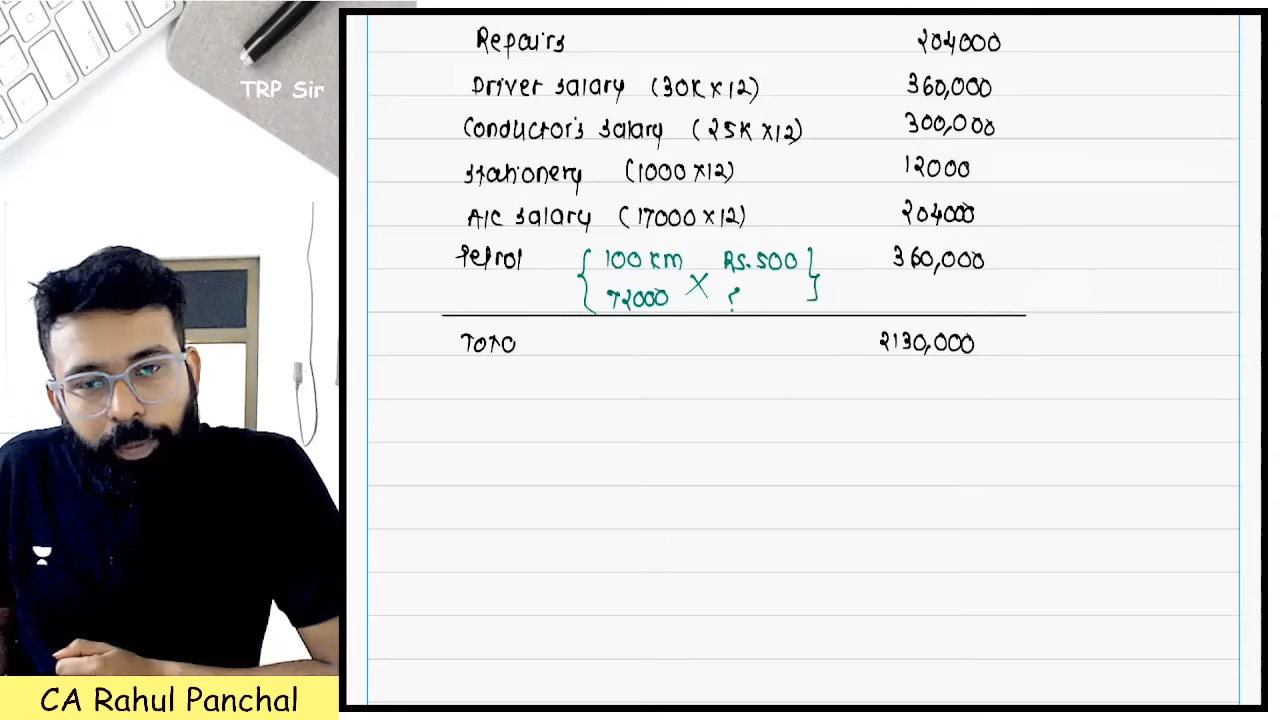 TRP Sir
Repairs 204000
Driver salary (30K x 12) 360,000
Conductor's salary (25K x 12) 300,000
Stationery (1000 x 12) 12000
A/C salary (17000 x 12) 204000
Petrol { 100 km x Rs. 500 } 360,000
72000 ?
Toto 2130,000
CA Rahul Panchal